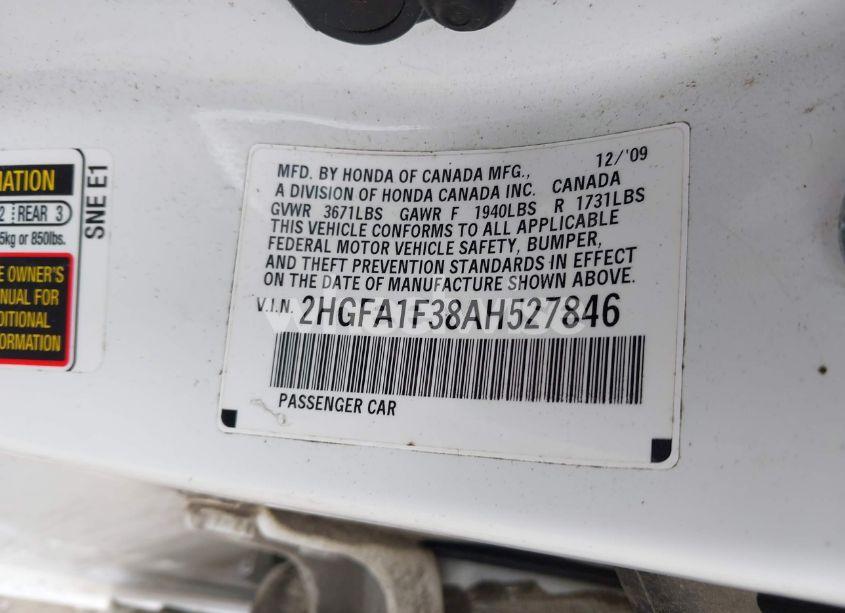 MATION
2 REAR 3
5kg or 850lbs.
E OWNER'S
NUAL FOR
DITIONAL
FORMATION
SNE E1
12/'09
MFD. BY HONDA OF CANADA MFG.,
A DIVISION OF HONDA CANADA INC. CANADA
GVWR 3671LBS GAWR F 1940LBS R 1731LBS
THIS VEHICLE CONFORMS TO ALL APPLICABLE
FEDERAL MOTOR VEHICLE SAFETY, BUMPER,
AND THEFT PREVENTION STANDARDS IN EFFECT
ON THE DATE OF MANUFACTURE SHOWN ABOVE.
V.I.N. 2HGFA1F38AH527846
PASSENGER CAR